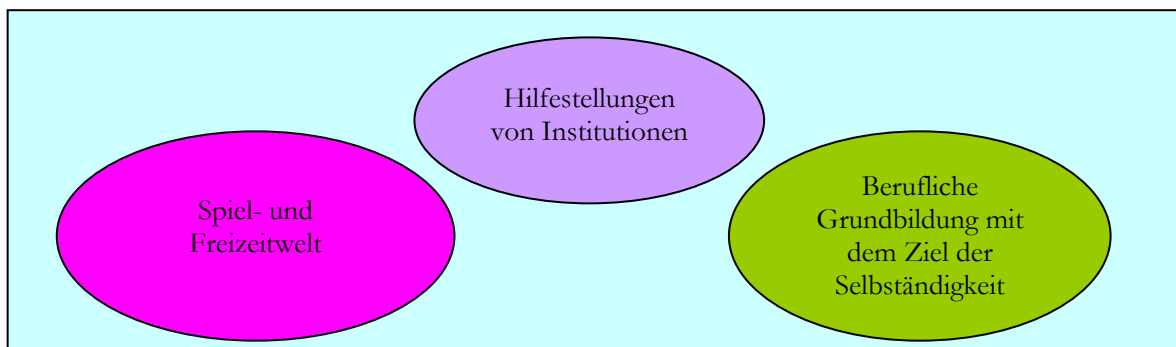 Hilfestellungen
von Institutionen
Spiel- und
Freizeitwelt
Berufliche
Grundbildung mit
dem Ziel der
Selbständigkeit